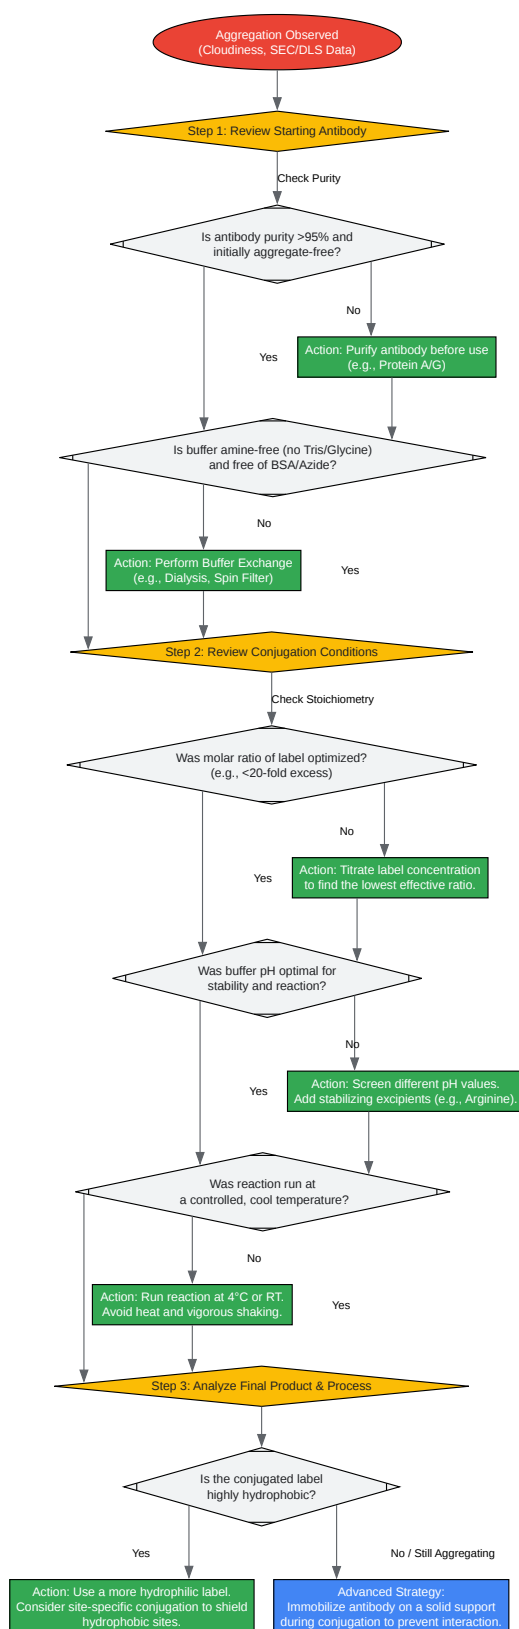 Aggregation Observed
(Cloudiness, SEC/DLS Data)
Step 1: Review Starting Antibody
Check Purity
Is antibody purity >95% and
initially aggregate-free?
No
Yes
Action: Purify antibody before use
(e.g., Protein A/G)
Is buffer amine-free (no Tris/Glycine)
and free of BSA/Azide?
No
Action: Perform Buffer Exchange
(e.g., Dialysis, Spin Filter)
Yes
Step 2: Review Conjugation Conditions
Check Stoichiometry
Was molar ratio of label optimized?
(e.g., <20-fold excess)
No
Yes
Action: Titrate label concentration
to find the lowest effective ratio.
Was buffer pH optimal for
stability and reaction?
No
Yes
Action: Screen different pH values.
Add stabilizing excipients (e.g., Arginine).
Was reaction run at
a controlled, cool temperature?
No
Action: Run reaction at 4°C or RT.
Avoid heat and vigorous shaking.
Yes
Step 3: Analyze Final Product & Process
Is the conjugated label
highly hydrophobic?
Yes
No / Still Aggregating
Action: Use a more hydrophilic label.
Consider site-specific conjugation to shield
hydrophobic sites.
Advanced Strategy:
Immobilize antibody on a solid support
during conjugation to prevent interaction.